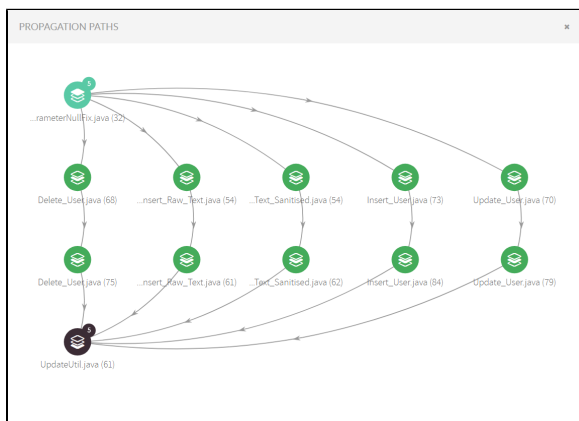 PROPAGATION PATHS ×
5
...rameterNullFix.java (32)
Delete_User.java (68) ...nsert_Raw_Text.java (54) ...Text_Sanitised.java (54) Insert_User.java (73) Update_User.java (70)
Delete_User.java (75) ...nsert_Raw_Text.java (61) ...Text_Sanitised.java (62) Insert_User.java (84) Update_User.java (79)
5
UpdateUtil.java (61)